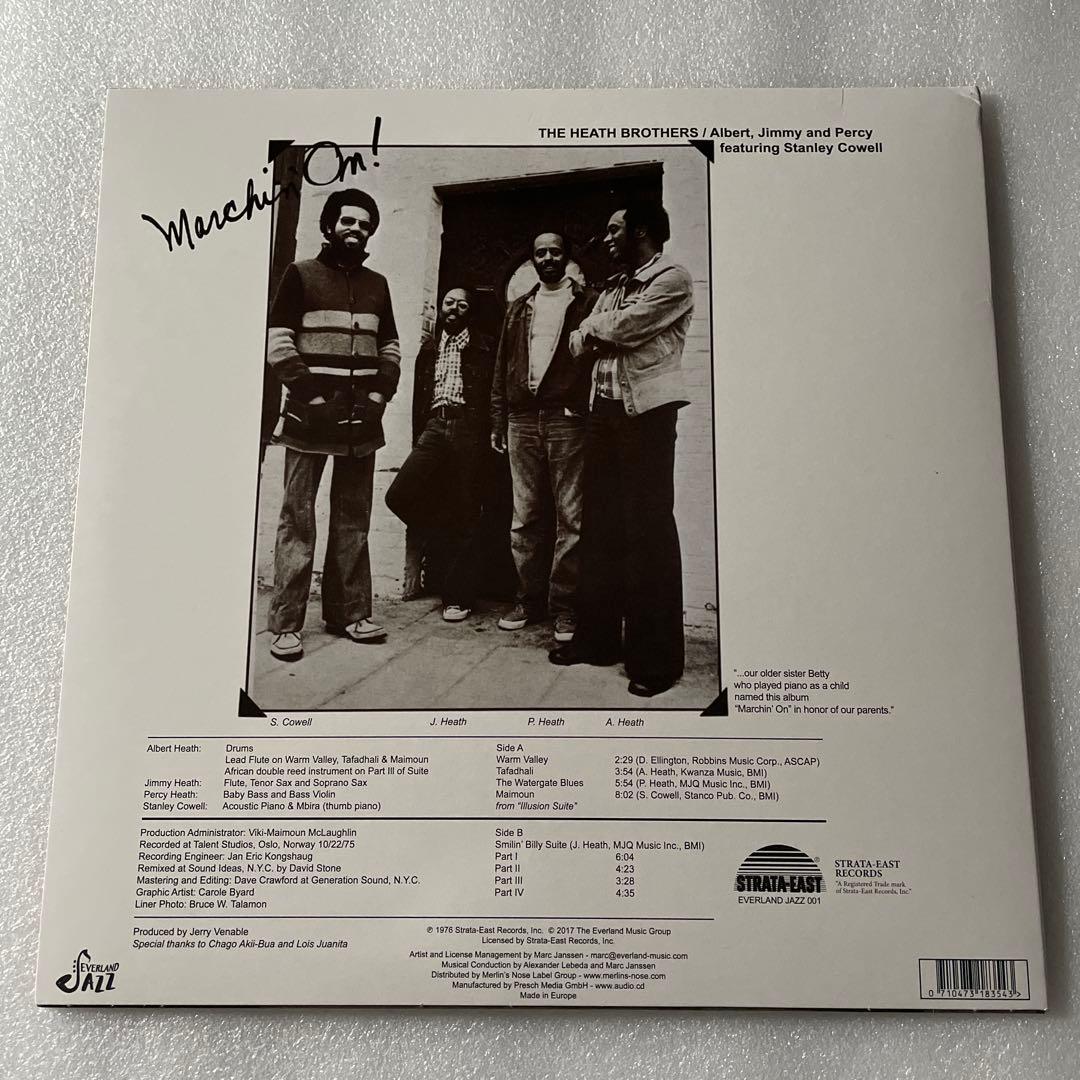 Marchin' On!
THE HEATH BROTHERS / Albert, Jimmy and Percy
featuring Stanley Cowell
"...our older sister Betty
who played piano as a child
named this album
"Marchin' On" in honor of our parents."
S. Cowell J. Heath P. Heath A. Heath
Albert Heath: Drums
Lead Flute on Warm Valley, Tafadhali & Maimoun
African double reed instrument on Part III of Suite
Jimmy Heath: Flute, Tenor Sax and Soprano Sax
Percy Heath: Baby Bass and Bass Violin
Stanley Cowell: Acoustic Piano & Mbira (thumb piano)
Side A
Warm Valley 2:29 (D. Ellington, Robbins Music Corp., ASCAP)
Tafadhali 3:54 (A. Heath, Kwanza Music, BMI)
The Watergate Blues 5:54 (P. Heath, MJQ Music Inc., BMI)
Maimoun 8:02 (S. Cowell, Stanco Pub. Co., BMI)
from "Illusion Suite"
Production Administrator: Viki-Maimoun McLaughlin
Recorded at Talent Studios, Oslo, Norway 10/22/75
Recording Engineer: Jan Eric Kongshaug
Remixed at Sound Ideas, N.Y.C. by David Stone
Mastering and Editing: Dave Crawford at Generation Sound, N.Y.C.
Graphic Artist: Carole Byard
Liner Photo: Bruce W. Talamon
Side B
Smilin' Billy Suite (J. Heath, MJQ Music Inc., BMI)
Part I 6:04
Part II 4:23
Part III 3:28
Part IV 4:35
STRATA-EAST®
EVERLAND JAZZ 001
STRATA-EAST
RECORDS
"A Registered Trade mark
of Strata-East Records, Inc."
Produced by Jerry Venable
Special thanks to Chago Akii-Bua and Lois Juanita
℗ 1976 Strata-East Records, Inc. © 2017 The Everland Music Group
Licensed by Strata-East Records, Inc.
Artist and License Management by Marc Janssen - marc@everland-music.com
Musical Conduction by Alexander Lebeda and Marc Janssen
Distributed by Merlin's Nose Label Group - www.merlins-nose.com
Manufactured by Presch Media GmbH - www.audio.cd
Made in Europe
EVERLAND
JAZZ
0 710473 183543 >